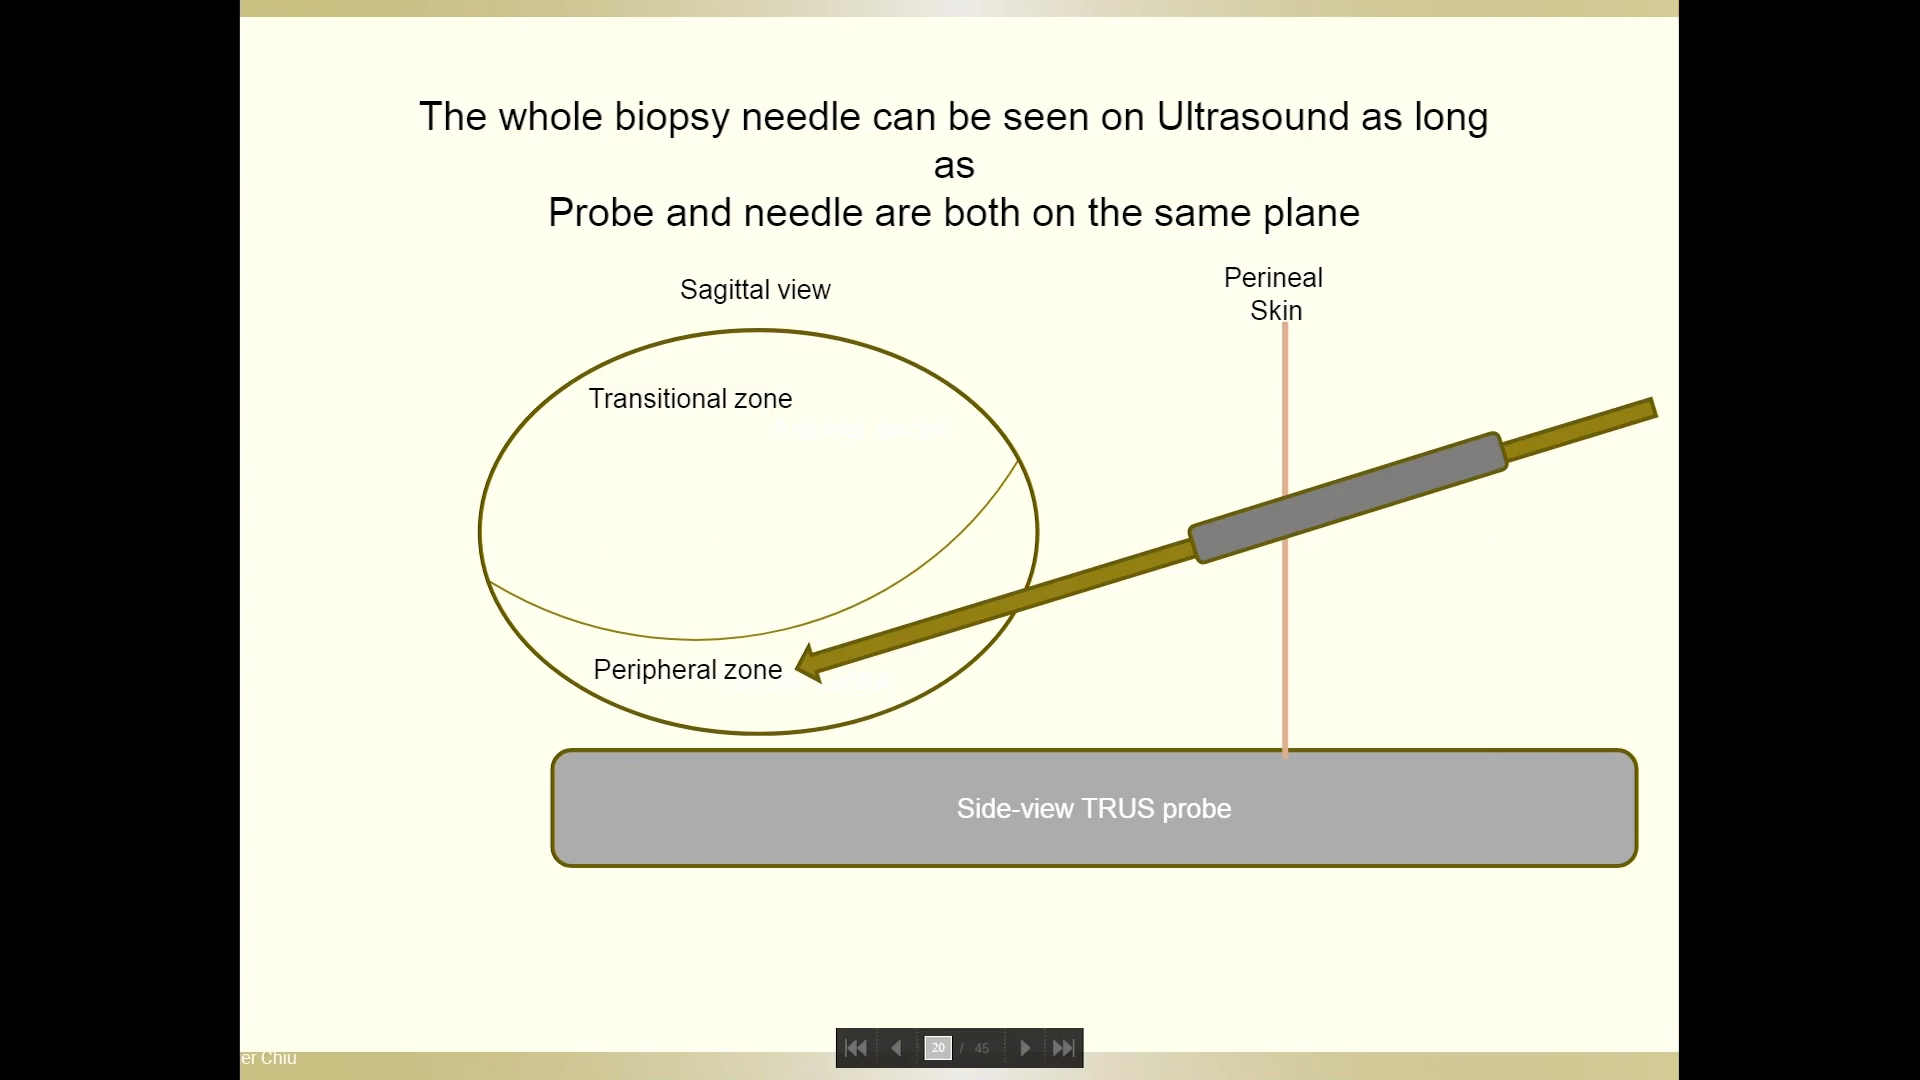 The whole biopsy needle can be seen on Ultrasound as long
as
Probe and needle are both on the same plane
Sagittal view
Perineal
Skin
Transitional zone
Peripheral zone
Side-view TRUS probe
er Chiu
20 / 45